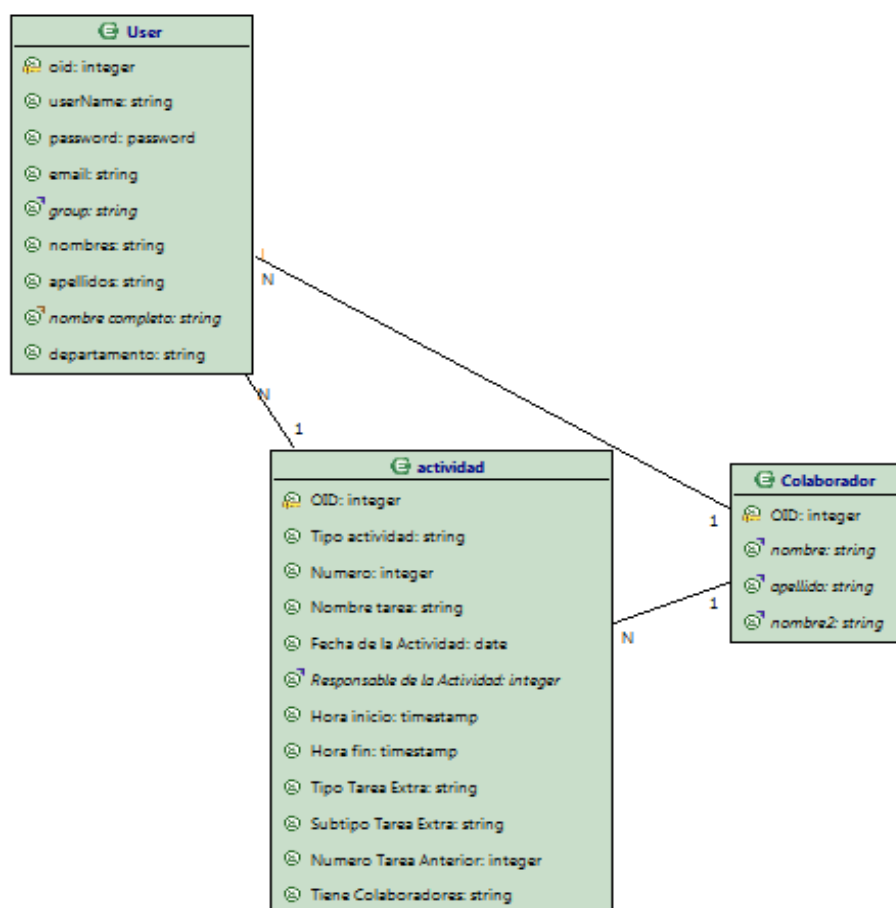 User
oid: integer
userName: string
password: password
email: string
group: string
nombres: string
apellidos: string
nombre completo: string
departamento: string
N
N
1
actividad
OID: integer
Tipo actividad: string
Numero: integer
Nombre tarea: string
Fecha de la Actividad: date
Responsable de la Actividad: integer
Hora inicio: timestamp
Hora fin: timestamp
Tipo Tarea Extra: string
Subtipo Tarea Extra: string
Numero Tarea Anterior: integer
Tiene Colaboradores: string
Colaborador
OID: integer
nombre: string
apellido: string
nombre2: string
1
1
N